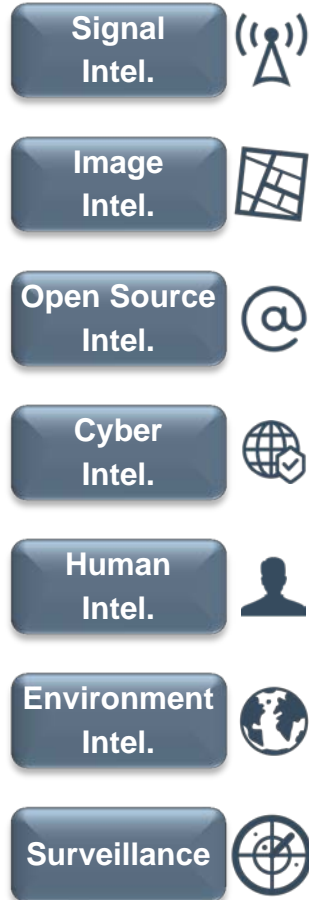 Signal
Intel.
Image
Intel.
Open Source
Intel.
Cyber
Intel.
Human
Intel.
Environment
Intel.
Surveillance